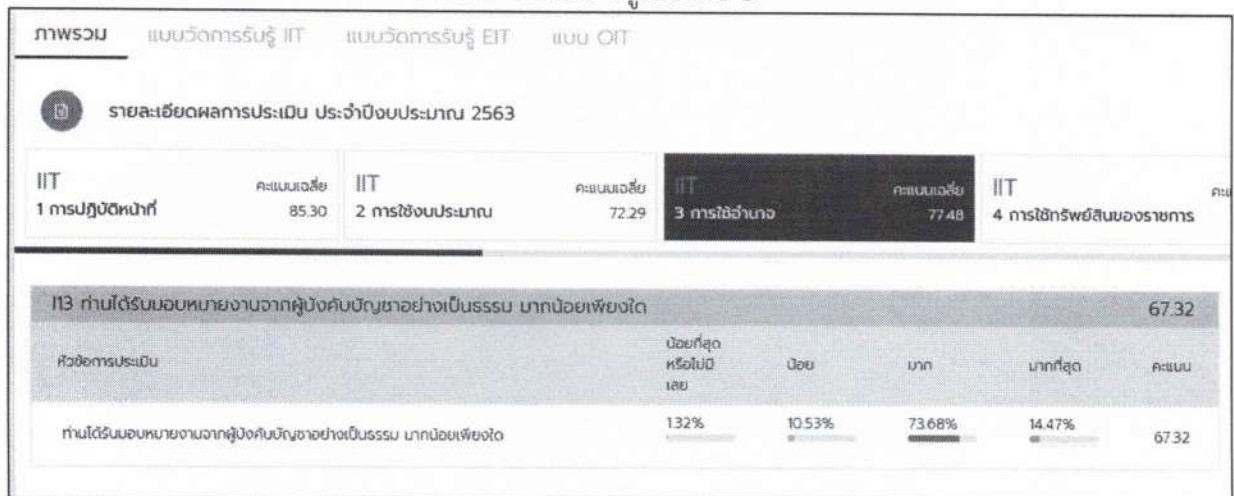 ภาพรวม แบบวัดการรับรู้ IIT แบบวัดการรับรู้ EIT แบบ OIT
รายละเอียดผลการประเมิน ประจำปีงบประมาณ 2563
IIT คะแนนเฉลี่ย IIT คะแนนเฉลี่ย IIT คะแนนเฉลี่ย IIT
1 การปฏิบัติหน้าที่ 85.30 2 การใช้งบประมาณ 72.29 3 การใช้อำนาจ 77.48 4 การใช้ทรัพย์สินของราชการ
I13 ท่านได้รับมอบหมายงานจากผู้บังคับบัญชาอย่างเป็นธรรม มากน้อยเพียงใด 67.32
หัวข้อการประเมิน น้อยที่สุด หรือไม่มี เลย น้อย มาก มากที่สุด คะแนน
ท่านได้รับมอบหมายงานจากผู้บังคับบัญชาอย่างเป็นธรรม มากน้อยเพียงใด 1.32% 10.53% 73.68% 14.47% 67.32